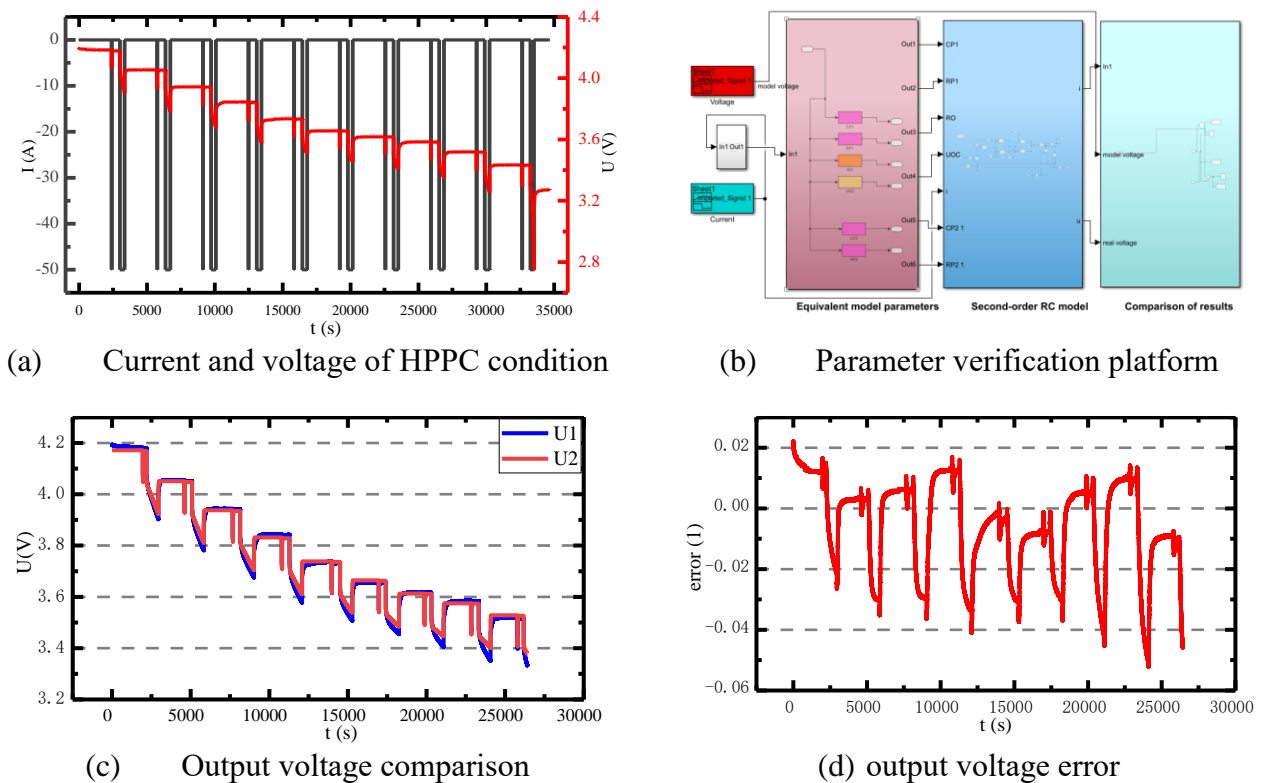 4.4
0
4.0
-10
-20
3.6
I (A)
U (V)
-30
3.2
-40
-50
2.8
0 5000 10000 15000 20000 25000 30000 35000
t (s)
(a) Current and voltage of HPPC condition
Sheet1
Imported_Signal 1
Voltage
model voltage
In1 Out1
Sheet1
Imported_Signal 1
Current
In1
Out1
Out2
Out3
Out4
Out5
Out6
Equivalent model parameters
CP1
RP1
RO
UOC
i
CP2 1
RP2 1
i
u
Second-order RC model
In1
model voltage
real voltage
Comparison of results
(b) Parameter verification platform
U1
U2
4.2
4.0
3.8
U(V)
3.6
3.4
3.2
0 5000 10000 15000 20000 25000 30000
t (s)
(c) Output voltage comparison
0.02
0.00
error (1)
-0.02
-0.04
-0.06
0 5000 10000 15000 20000 25000 30000
t (s)
(d) output voltage error